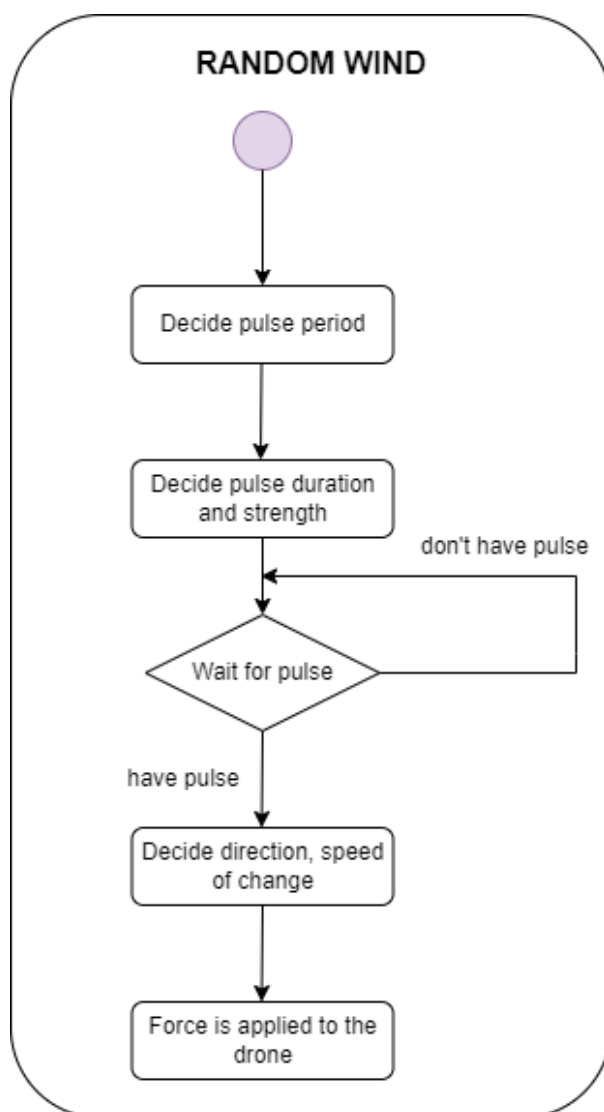 RANDOM WIND
Decide pulse period
Decide pulse duration
and strength
don't have pulse
Wait for pulse
have pulse
Decide direction, speed
of change
Force is applied to the
drone